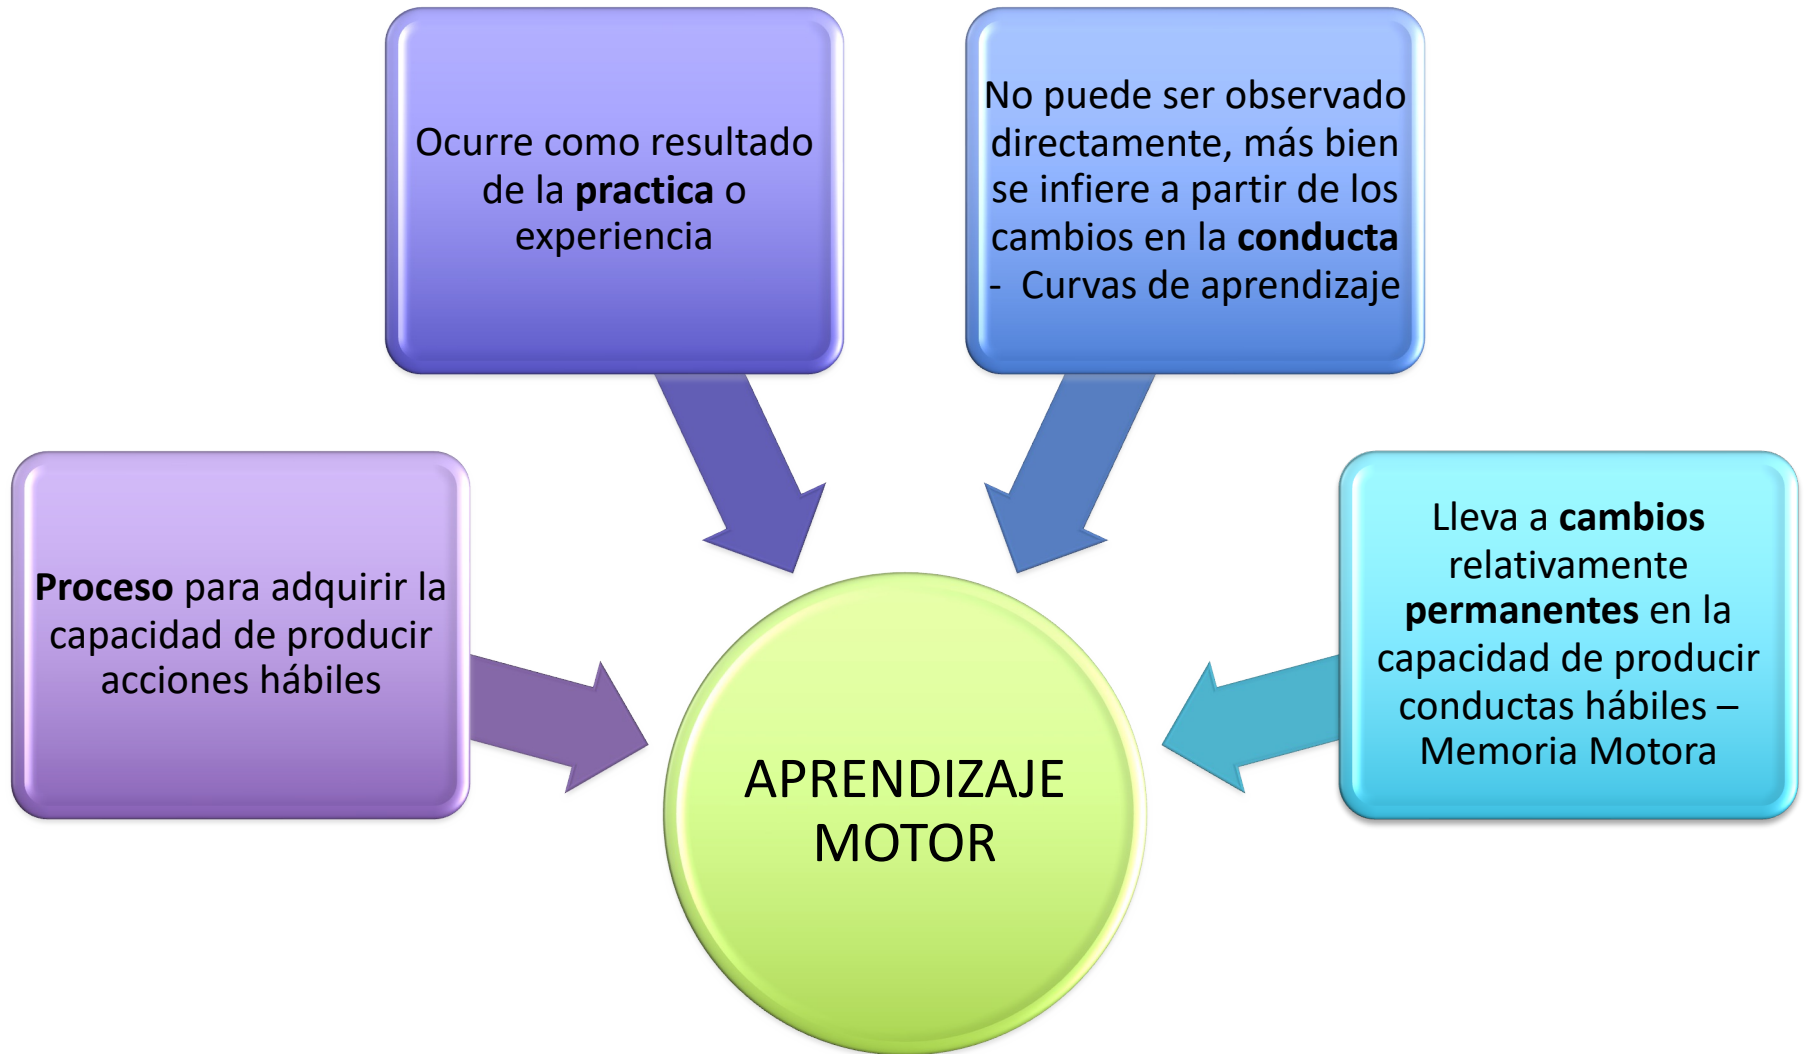 Ocurre como resultado
de la practica o
experiencia
No puede ser observado
directamente, más bien
se infiere a partir de los
cambios en la conducta
- Curvas de aprendizaje
Proceso para adquirir la
capacidad de producir
acciones hábiles
Lleva a cambios
relativamente
permanentes en la
capacidad de producir
conductas hábiles –
Memoria Motora
APRENDIZAJE
MOTOR